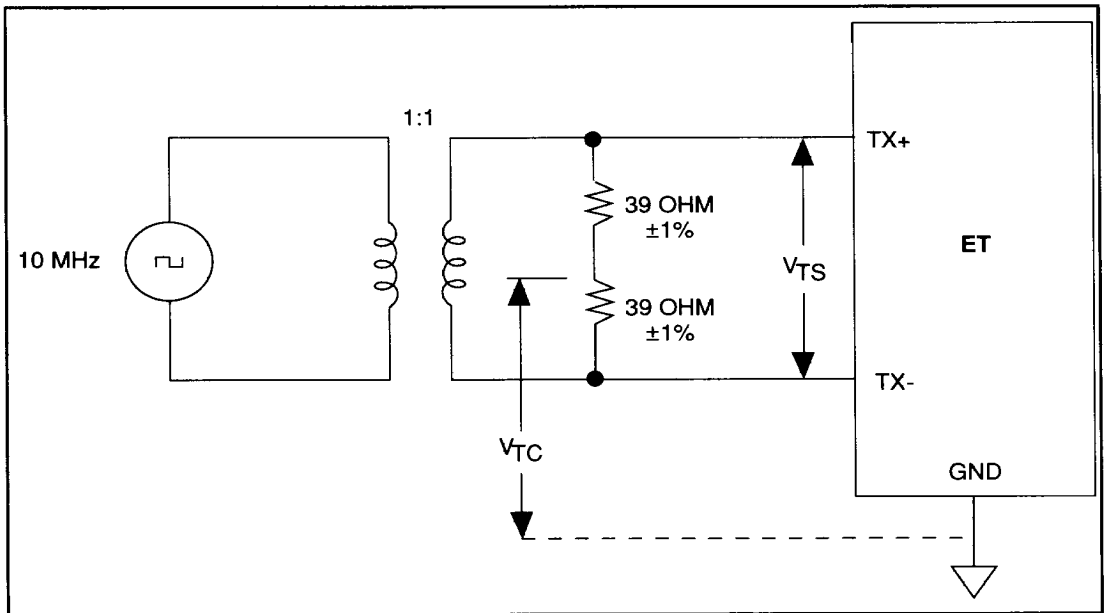 1:1
TX+
39 OHM
±1%
10 MHz
ET
VTS
39 OHM
±1%
TX-
VTC
GND